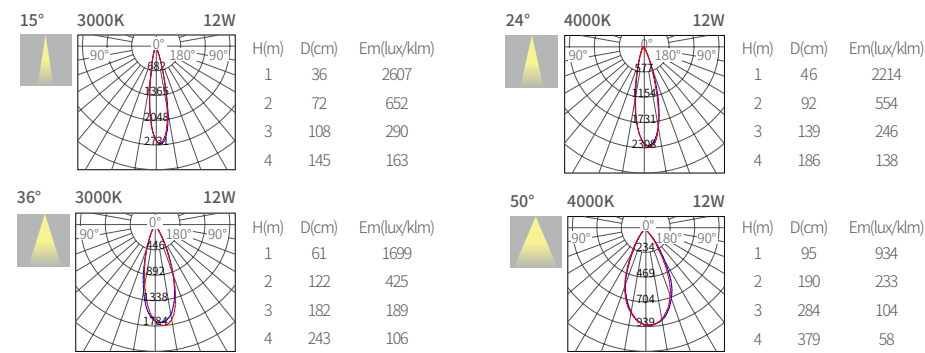 15° 3000K 12W
0°
90° 180° 90°
682
1365
2048
2731
H(m) D(cm) Em(lux/klm)
1 36 2607
2 72 652
3 108 290
4 145 163
24° 4000K 12W
0°
90° 180° 90°
577
1154
1731
2308
H(m) D(cm) Em(lux/klm)
1 46 2214
2 92 554
3 139 246
4 186 138
36° 3000K 12W
0°
90° 180° 90°
446
892
1338
1784
H(m) D(cm) Em(lux/klm)
1 61 1699
2 122 425
3 182 189
4 243 106
50° 4000K 12W
0°
90° 180° 90°
234
469
704
939
H(m) D(cm) Em(lux/klm)
1 95 934
2 190 233
3 284 104
4 379 58